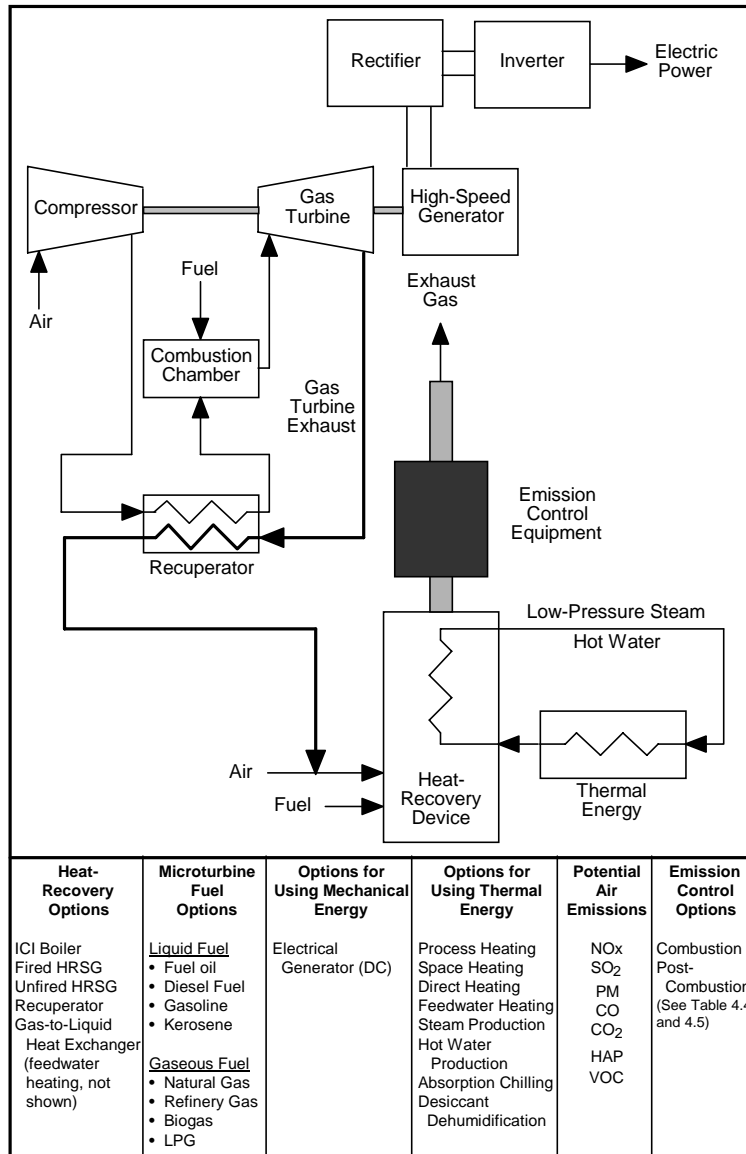 Rectifier
Inverter
Electric
Power
Compressor
Gas
Turbine
High-Speed
Generator
Fuel
Exhaust
Gas
Air
Combustion
Chamber
Gas
Turbine
Exhaust
Emission
Control
Equipment
Recuperator
Low-Pressure Steam
Hot Water
Air
Fuel
Heat-
Recovery
Device
Thermal
Energy
Heat-
Recovery
Options
ICI Boiler
Fired HRSG
Unfired HRSG
Recuperator
Gas-to-Liquid
Heat Exchanger
(feedwater
heating, not
shown)
Microturbine
Fuel
Options
Liquid Fuel
• Fuel oil
• Diesel Fuel
• Gasoline
• Kerosene
Gaseous Fuel
• Natural Gas
• Refinery Gas
• Biogas
• LPG
Options for
Using Mechanical
Energy
Electrical
Generator (DC)
Options for
Using Thermal
Energy
Process Heating
Space Heating
Direct Heating
Feedwater Heating
Steam Production
Hot Water
Production
Absorption Chilling
Desiccant
Dehumidification
Potential
Air
Emissions
NOx
SO₂
PM
CO
CO₂
HAP
VOC
Emission
Control
Options
Combustion
Post-
Combustion
(See Table 4.4
and 4.5)